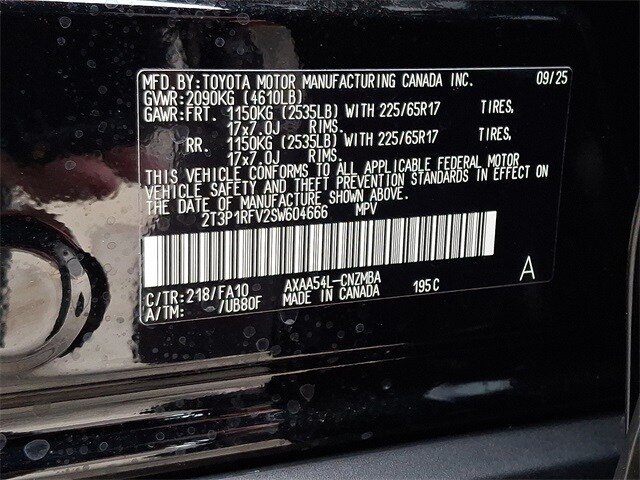 MFD.BY:TOYOTA MOTOR MANUFACTURING CANADA INC. 09/25
GVWR:2090KG (4610LB)
GAWR:FRT. 1150KG (2535LB) WITH 225/65R17 TIRES,
17x7.0J RIMS.
RR. 1150KG (2535LB) WITH 225/65R17 TIRES,
17x7.0J RIMS.
THIS VEHICLE CONFORMS TO ALL APPLICABLE FEDERAL MOTOR
VEHICLE SAFETY AND THEFT PREVENTION STANDARDS IN EFFECT ON
THE DATE OF MANUFACTURE SHOWN ABOVE.
2T3P1RFV2SW604666 MPV
C/TR:218/FA10 AXAA54L-CNZMBA 195C A
A/TM: -/UB80F MADE IN CANADA